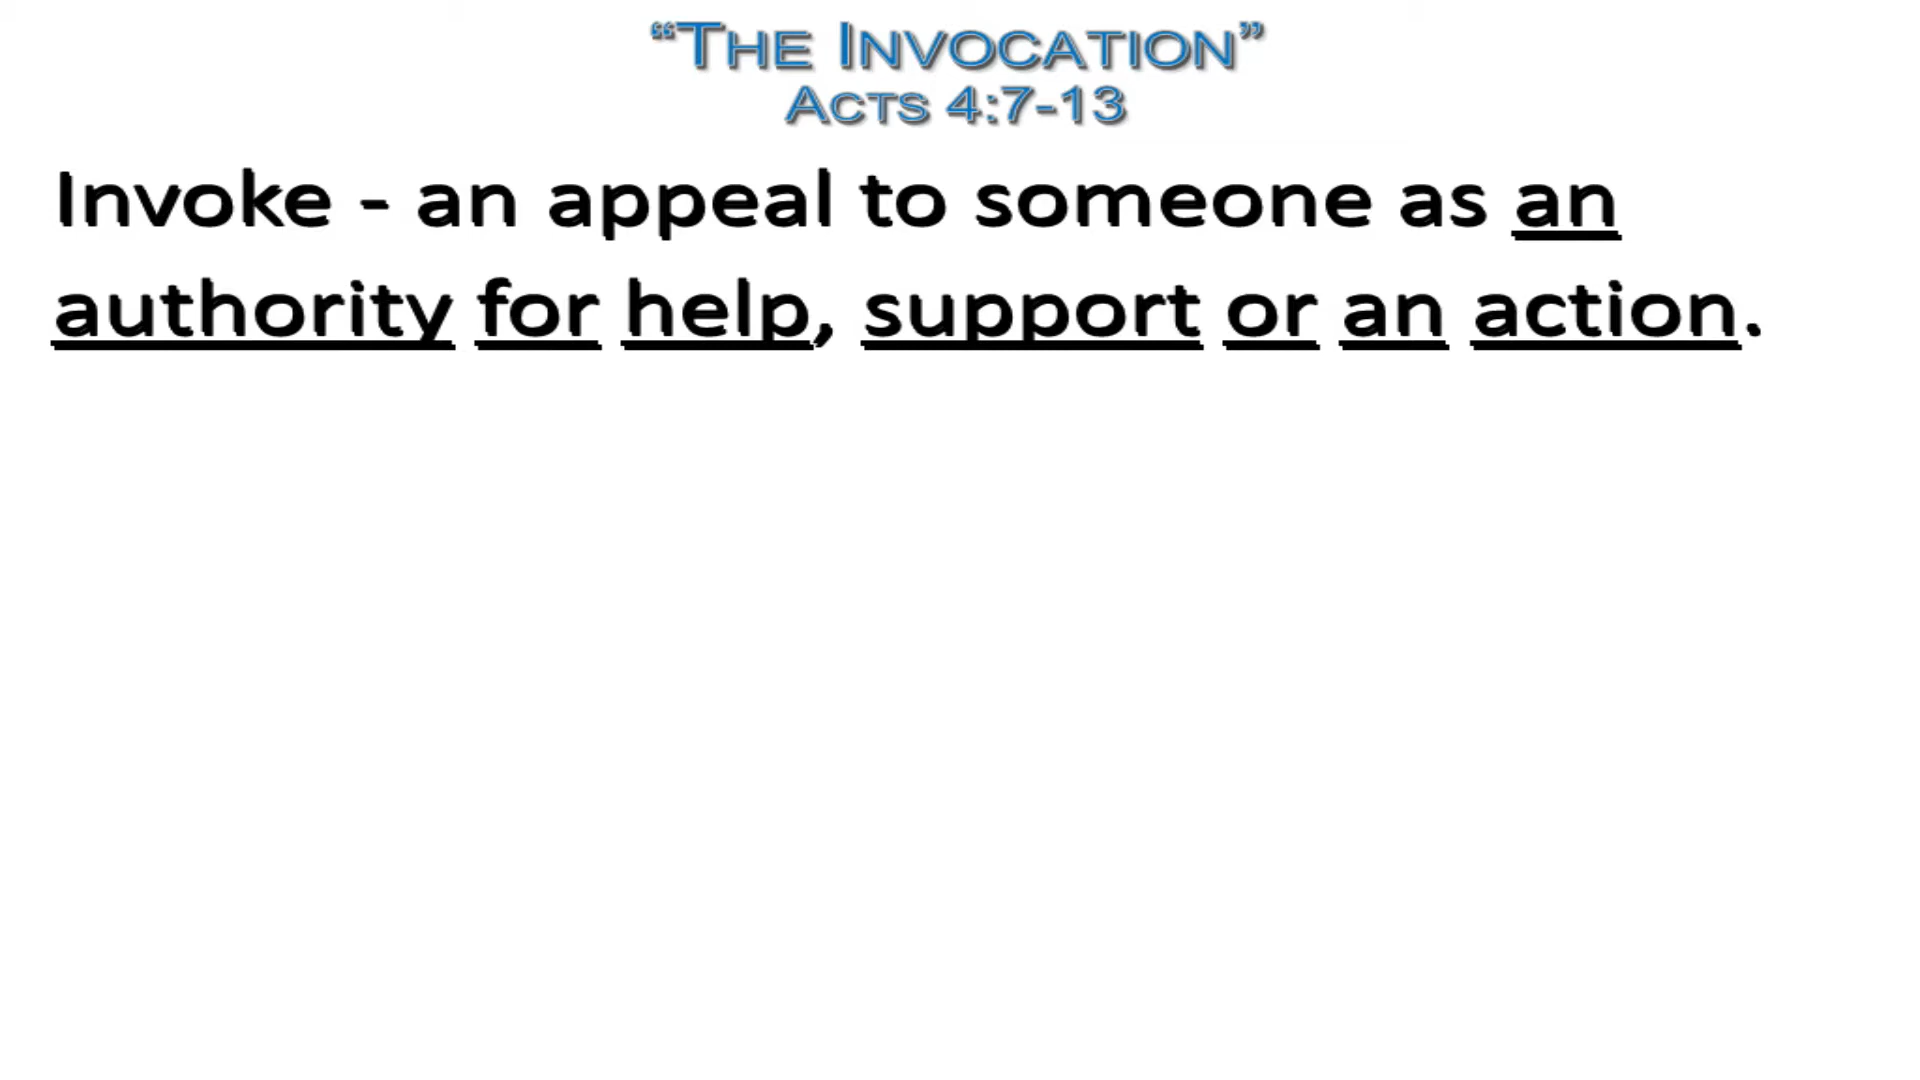 “The Invocation”
Acts 4:7-13
Invoke - an appeal to someone as an
authority for help, support or an action.